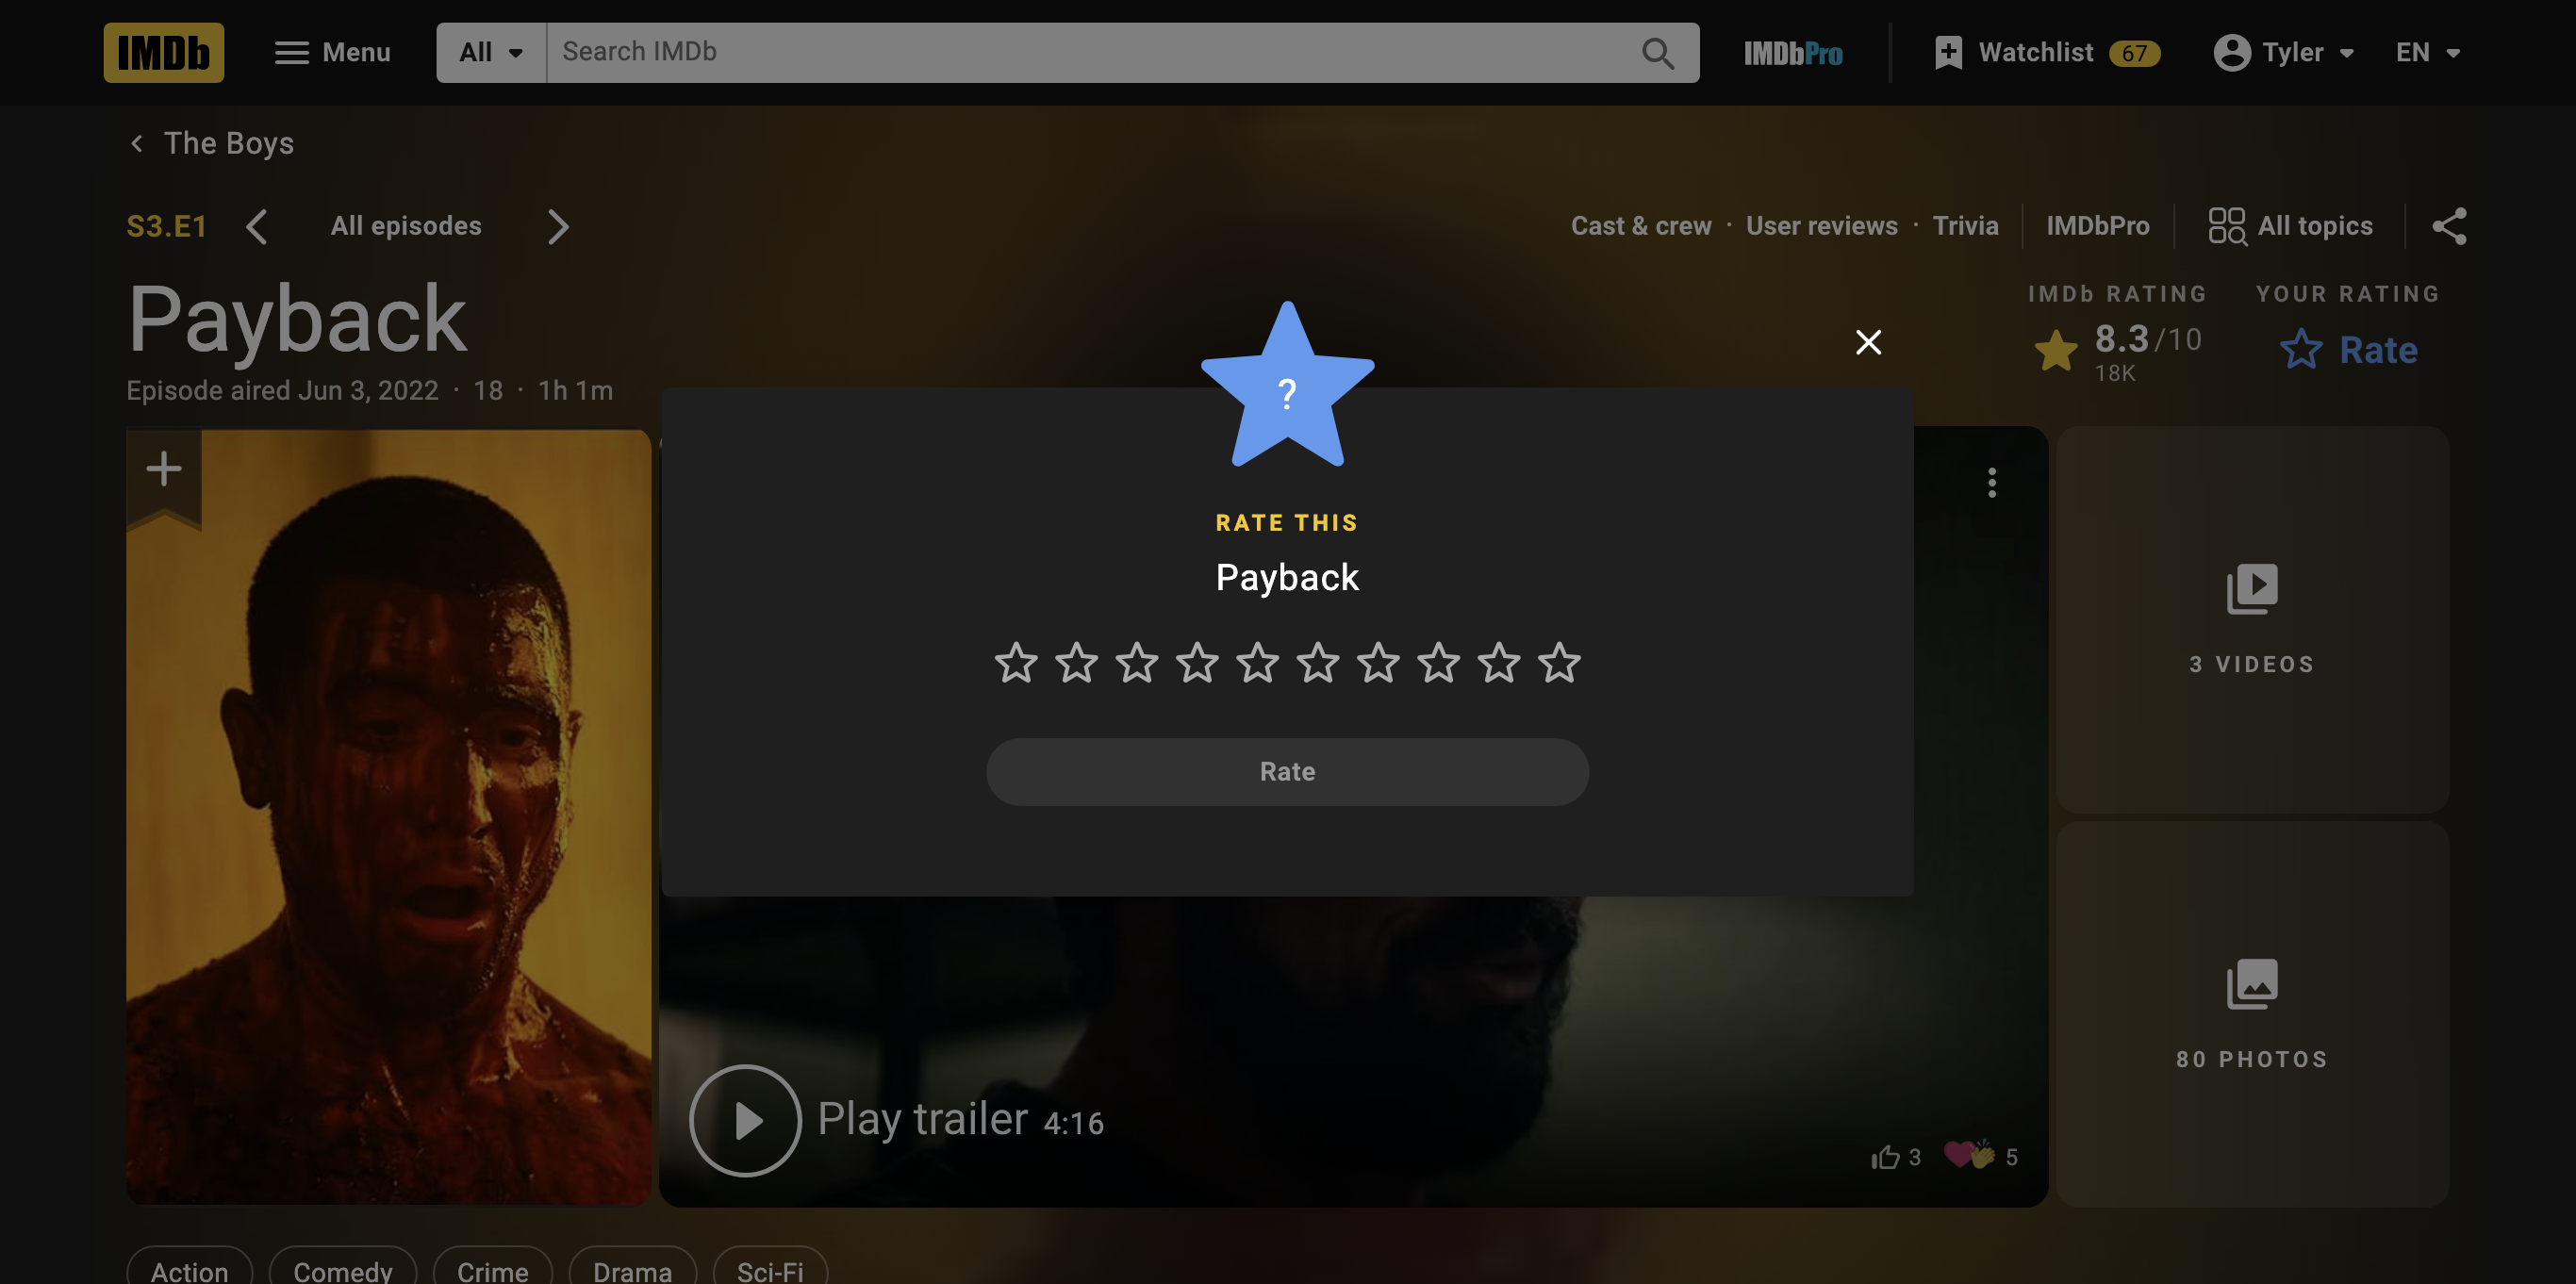 IMDb
Menu
All
Search IMDb
IMDbPro
Watchlist 67
Tyler
EN
The Boys
S3.E1
All episodes
Cast & crew · User reviews · Trivia
IMDbPro
All topics
Payback
Episode aired Jun 3, 2022 · 18 · 1h 1m
IMDb RATING
8.3/10
18K
YOUR RATING
Rate
?
RATE THIS
Payback
Rate
3 VIDEOS
80 PHOTOS
Play trailer 4:16
3
5
Action
Comedy
Crime
Drama
Sci-Fi